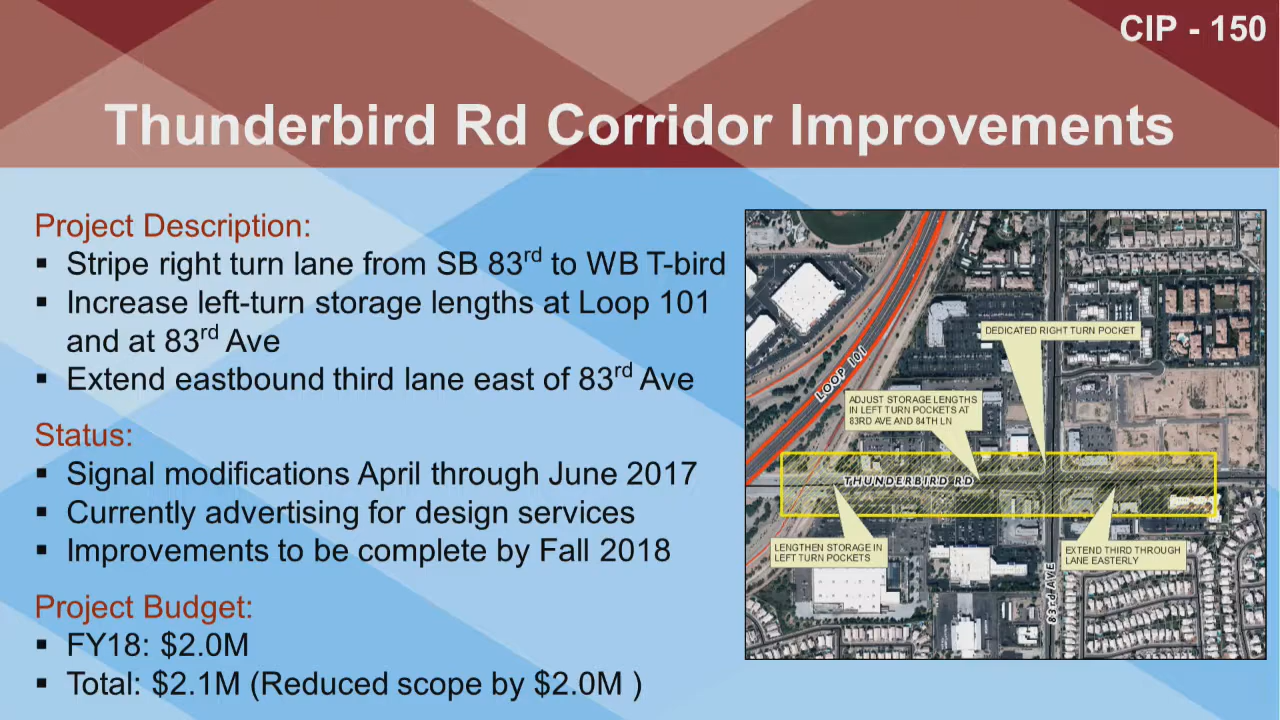 CIP - 150
Thunderbird Rd Corridor Improvements
Project Description:
▪ Stripe right turn lane from SB 83rd to WB T-bird
▪ Increase left-turn storage lengths at Loop 101
and at 83rd Ave
▪ Extend eastbound third lane east of 83rd Ave
Status:
▪ Signal modifications April through June 2017
▪ Currently advertising for design services
▪ Improvements to be complete by Fall 2018
Project Budget:
▪ FY18: $2.0M
▪ Total: $2.1M (Reduced scope by $2.0M )
DEDICATED RIGHT TURN POCKET
LOOP 101
ADJUST STORAGE LENGTHS
IN LEFT TURN POCKETS AT
83RD AVE AND 84TH LN
THUNDERBIRD RD
LENGTHEN STORAGE IN
LEFT TURN POCKETS
EXTEND THIRD THROUGH
LANE EASTERLY
83rd AVE